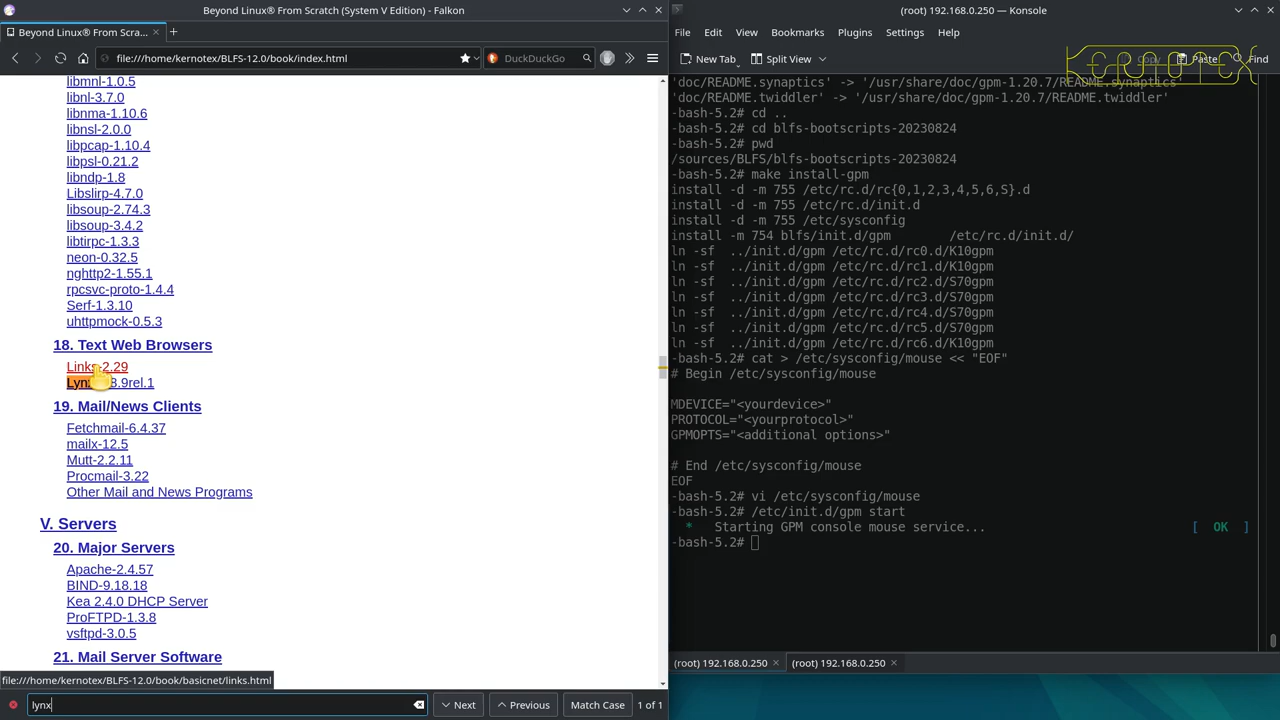 Beyond Linux® From Scratch (System V Edition) - Falkon
Beyond Linux® From Scra...
file:///home/kernotex/BLFS-12.0/book/index.html
DuckDuckGo
libmnl-1.0.5
libnl-3.7.0
libnma-1.10.6
libnsl-2.0.0
libpcap-1.10.4
libpsl-0.21.2
libndp-1.8
Libslirp-4.7.0
libsoup-2.74.3
libsoup-3.4.2
libtirpc-1.3.3
neon-0.32.5
nghttp2-1.55.1
rpcsvc-proto-1.4.4
Serf-1.3.10
uhttpmock-0.5.3
18. Text Web Browsers
Links-2.29
19. Mail/News Clients
Fetchmail-6.4.37
mailx-12.5
Mutt-2.2.11
Procmail-3.22
Other Mail and News Programs
V. Servers
20. Major Servers
Apache-2.4.57
BIND-9.18.18
Kea 2.4.0 DHCP Server
ProFTPD-1.3.8
vsftpd-3.0.5
21. Mail Server Software
file:///home/kernotex/BLFS-12.0/book/basicnet/links.html
lynx
Next
Previous
Match Case
1 of 1
(root) 192.168.0.250 — Konsole
File Edit View Bookmarks Plugins Settings Help
New Tab Split View Copy Paste Find
KERNOTEX
'doc/README.synaptics' -> '/usr/share/doc/gpm-1.20.7/README.synaptics'
'doc/README.twiddler' -> '/usr/share/doc/gpm-1.20.7/README.twiddler'
-bash-5.2# cd ..
-bash-5.2# cd blfs-bootscripts-20230824
-bash-5.2# pwd
/sources/BLFS/blfs-bootscripts-20230824
-bash-5.2# make install-gpm
install -d -m 755 /etc/rc.d/rc{0,1,2,3,4,5,6,S}.d
install -d -m 755 /etc/rc.d/init.d
install -d -m 755 /etc/sysconfig
install -m 754 blfs/init.d/gpm       /etc/rc.d/init.d/
ln -sf  ../init.d/gpm /etc/rc.d/rc0.d/K10gpm
ln -sf  ../init.d/gpm /etc/rc.d/rc1.d/K10gpm
ln -sf  ../init.d/gpm /etc/rc.d/rc2.d/S70gpm
ln -sf  ../init.d/gpm /etc/rc.d/rc3.d/S70gpm
ln -sf  ../init.d/gpm /etc/rc.d/rc4.d/S70gpm
ln -sf  ../init.d/gpm /etc/rc.d/rc5.d/S70gpm
ln -sf  ../init.d/gpm /etc/rc.d/rc6.d/K10gpm
-bash-5.2# cat > /etc/sysconfig/mouse << "EOF"
# Begin /etc/sysconfig/mouse
MDEVICE="<yourdevice>"
PROTOCOL="<yourprotocol>"
GPMOPTS="<additional options>"
# End /etc/sysconfig/mouse
EOF
-bash-5.2# vi /etc/sysconfig/mouse
-bash-5.2# /etc/init.d/gpm start
*   Starting GPM console mouse service...   [  OK  ]
-bash-5.2#
(root) 192.168.0.250
(root) 192.168.0.250